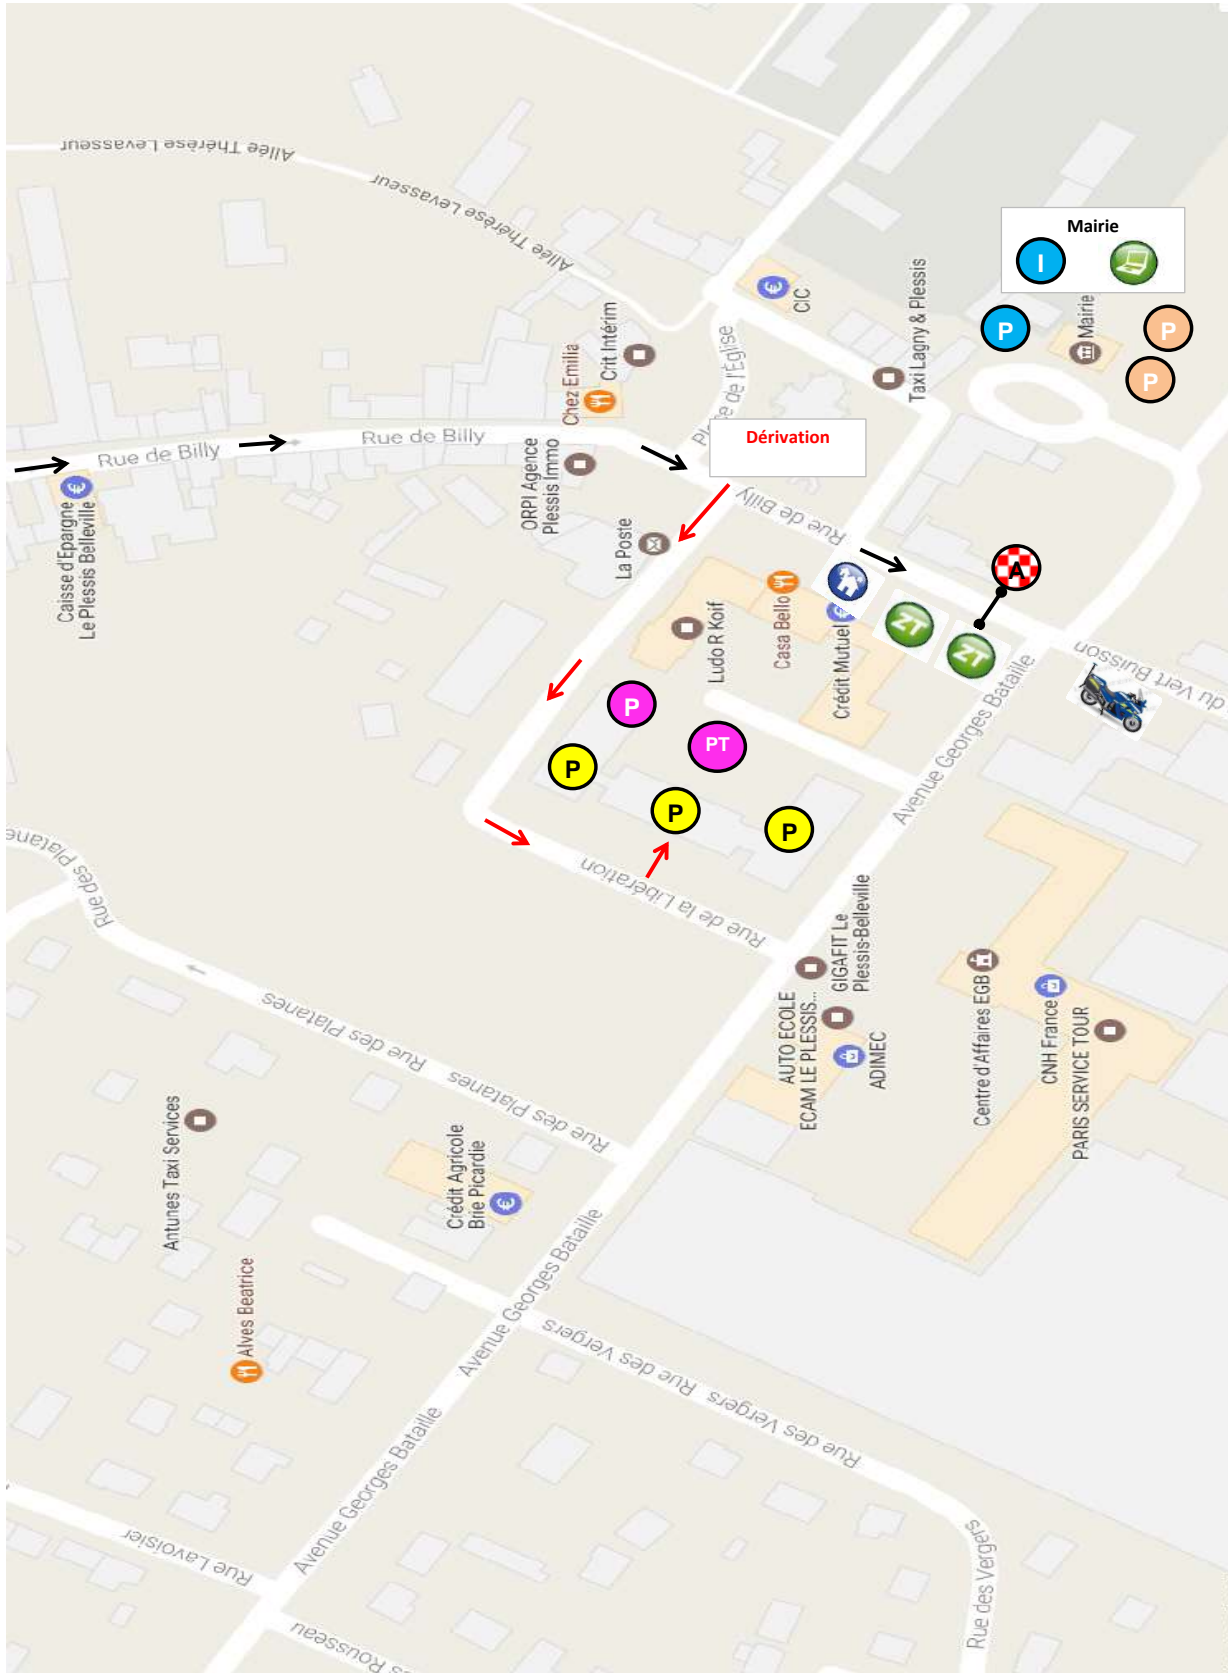 Allée Thérèse Levasseur
Allée Thérèse Levasseur
Mairie
I
P
Mairie
P
P
CIC
Taxi Lagny & Plessis
Crit Intérim
Chez Emilia
Place de l'Église
Dérivation
Rue de Billy
Rue de Billy
Rue de Billy
Caisse d'Epargne
Le Plessis Belleville
ORPI Agence
Plessis Immo
La Poste
Ludo R Koif
Casa Bello
Crédit Mutuel
ZT
ZT
A
du Vert Buisson
P
PT
P
P
P
Avenue Georges Bataille
Rue de la Libération
Rue des Platanes
Rue des Platanes
Rue des Platanes
GIGAFIT Le
Plessis-Belleville
AUTO ECOLE
ECAM LE PLESSIS...
ADIMEC
Centre d'Affaires EGB
CNH France
PARIS SERVICE TOUR
Antunes Taxi Services
Crédit Agricole
Brie Picardie
Alves Beatrice
Avenue Georges Bataille
Rue des Vergers
Rue des Vergers
Avenue Georges Bataille
Rue Lavoisier
Rousseau
Rue des Vergers